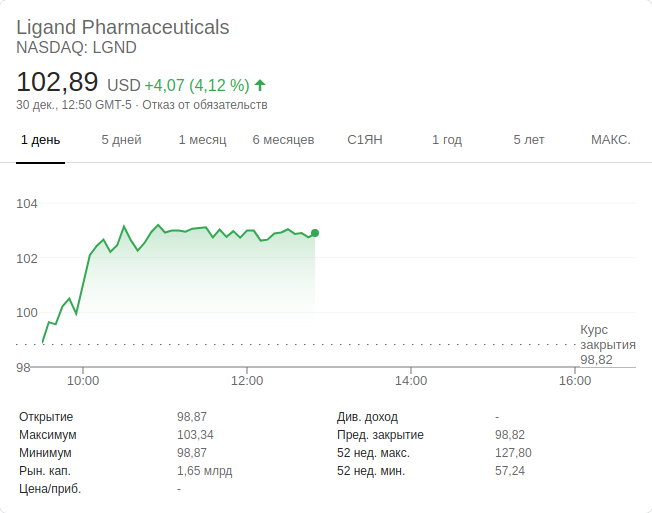 Ligand Pharmaceuticals
NASDAQ: LGND
102,89 USD +4,07 (4,12 %)
30 дек., 12:50 GMT-5 · Отказ от обязательств
1 день 5 дней 1 месяц 6 месяцев С1ЯН 1 год 5 лет МАКС.
104
102
100
98
Курс
закрытия
98,82
10:00 12:00 14:00 16:00
Открытие 98,87 Див. доход -
Максимум 103,34 Пред. закрытие 98,82
Минимум 98,87 52 нед. макс. 127,80
Рын. кап. 1,65 млрд 52 нед. мин. 57,24
Цена/приб. -